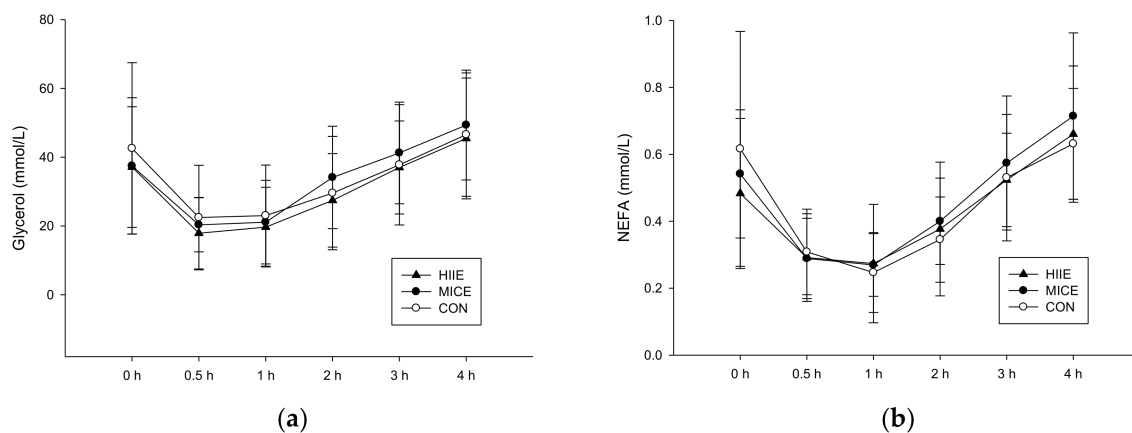 80
60
40
20
0
Glycerol (mmol/L)
HIIE
MICE
CON
0 h 0.5 h 1 h 2 h 3 h 4 h
(a)
1.0
0.8
0.6
0.4
0.2
0.0
NEFA (mmol/L)
HIIE
MICE
CON
0 h 0.5 h 1 h 2 h 3 h 4 h
(b)